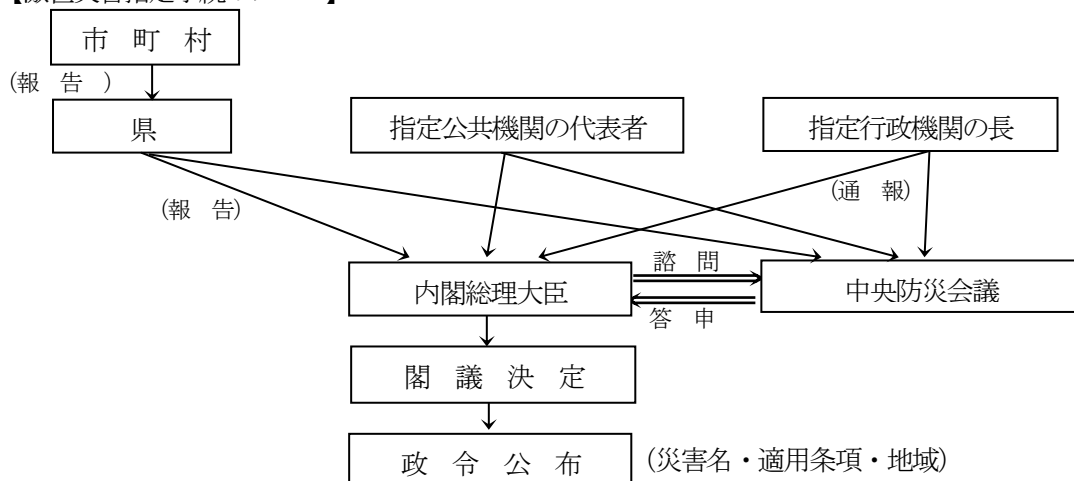 市　町　村
(報　告　)
県
指定公共機関の代表者
指定行政機関の長
(報　告)
(通　報)
諮　問
内閣総理大臣
中央防災会議
答　申
閣　議　決　定
政　令　公　布
(災害名・適用条項・地域)